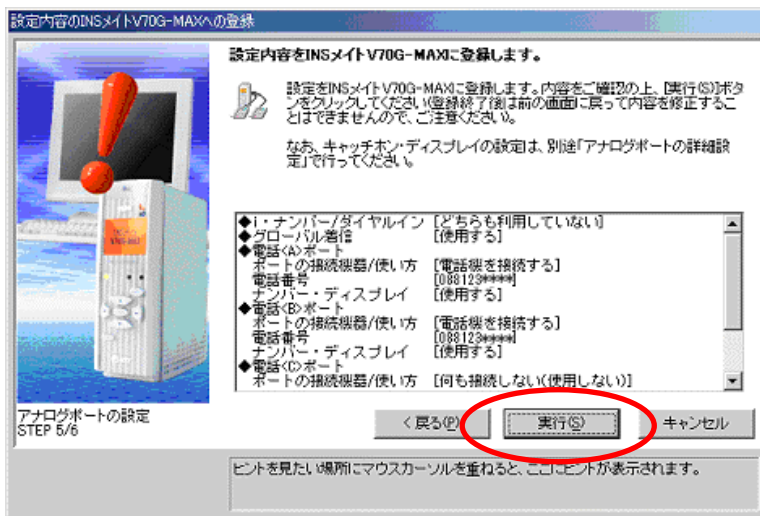 設定内容のINSメイトV70G-MAXへの登録
設定内容をINSメイトV70G-MAXに登録します。
設定をINSメイトV70G-MAXに登録します。内容をご確認の上、[実行(S)]ボタ
ンをクリックしてください(登録終了後は前の画面に戻って内容を修正するこ
とはできませんので、ご注意ください)。
なお、キャッチホン・ディスプレイの設定は、別途「アナログポートの詳細設
定」で行ってください。
◆i・ナンバー/ダイヤルイン [どちらも利用していない]
◆グローバル着信 [使用する]
◆電話<A>ポート
ポートの接続機器/使い方 [電話機を接続する]
電話番号 [088123****]
ナンバー・ディスプレイ [使用する]
◆電話<B>ポート
ポートの接続機器/使い方 [電話機を接続する]
電話番号 [088123****]
ナンバー・ディスプレイ [使用する]
◆電話<C>ポート
ポートの接続機器/使い方 [何も接続しない(使用しない)]
アナログポートの設定
STEP 6/6
<戻る(P) 実行(S) キャンセル
ヒントを見たい場所にマウスカーソルを重ねると、ここにヒントが表示されます。